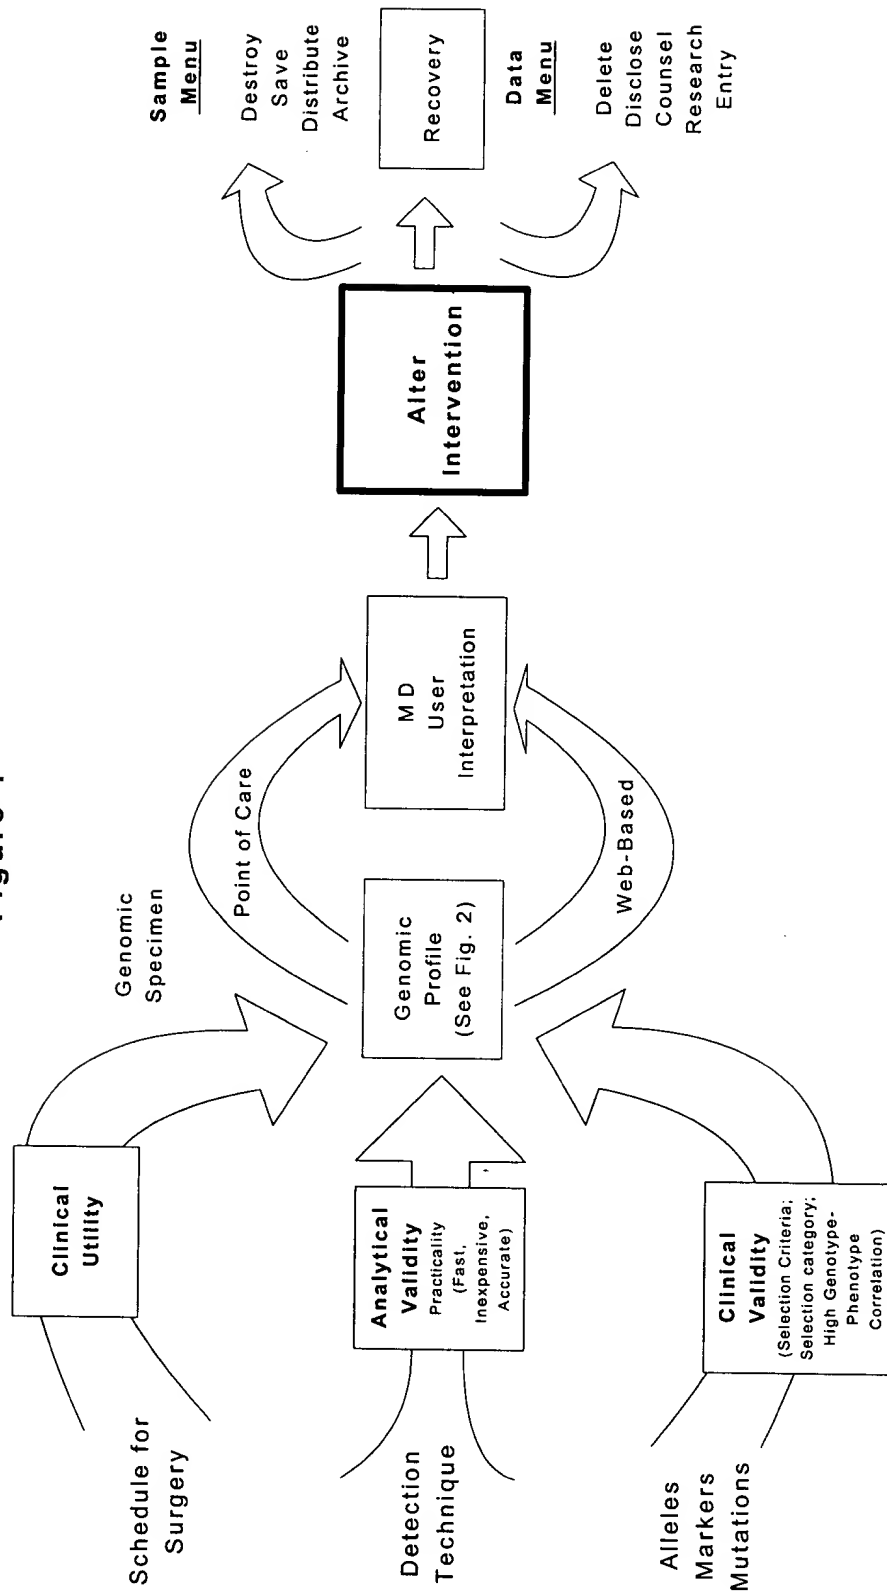 Figure 1
Schedule for
Surgery
Clinical
Utility
Genomic
Specimen
Detection
Technique
Analytical
Validity
Practicality
(Fast,
Inexpensive,
Accurate)
Alleles
Markers
Mutations
Clinical
Validity
(Selection Criteria;
Selection category;
High Genotype-
Phenotype
Correlation)
Genomic
Profile
(See Fig. 2)
Point of Care
Web-Based
MD
User
Interpretation
Alter
Intervention
Sample
Menu
Destroy
Save
Distribute
Archive
Recovery
Data
Menu
Delete
Disclose
Counsel
Research
Entry